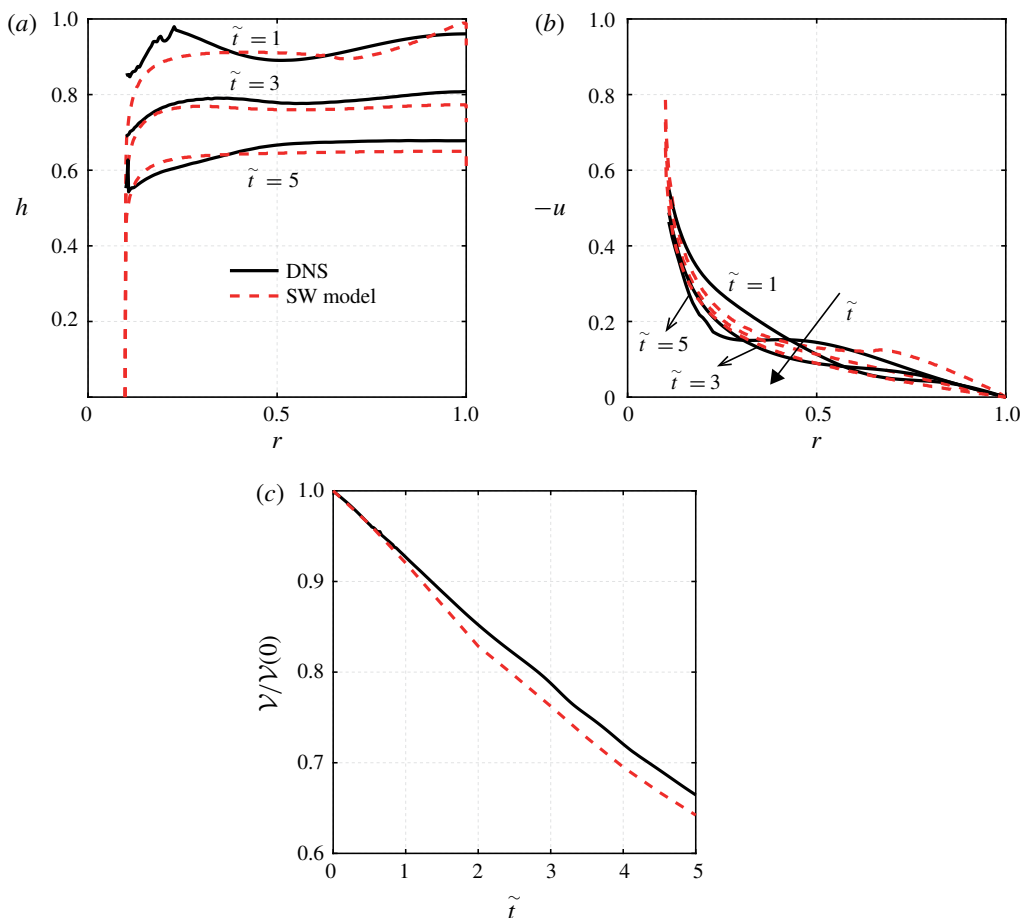 (a)
1.0
0.8
0.6
0.4
0.2
h
t̃ = 1
t̃ = 3
t̃ = 5
DNS
SW model
0
0.5
1.0
r
(b)
1.0
0.8
0.6
0.4
0.2
0
−u
t̃ = 1
t̃
t̃ = 5
t̃ = 3
0
0.5
1.0
r
(c)
1.0
0.9
0.8
0.7
0.6
𝒱/𝒱(0)
0
1
2
3
4
5
t̃